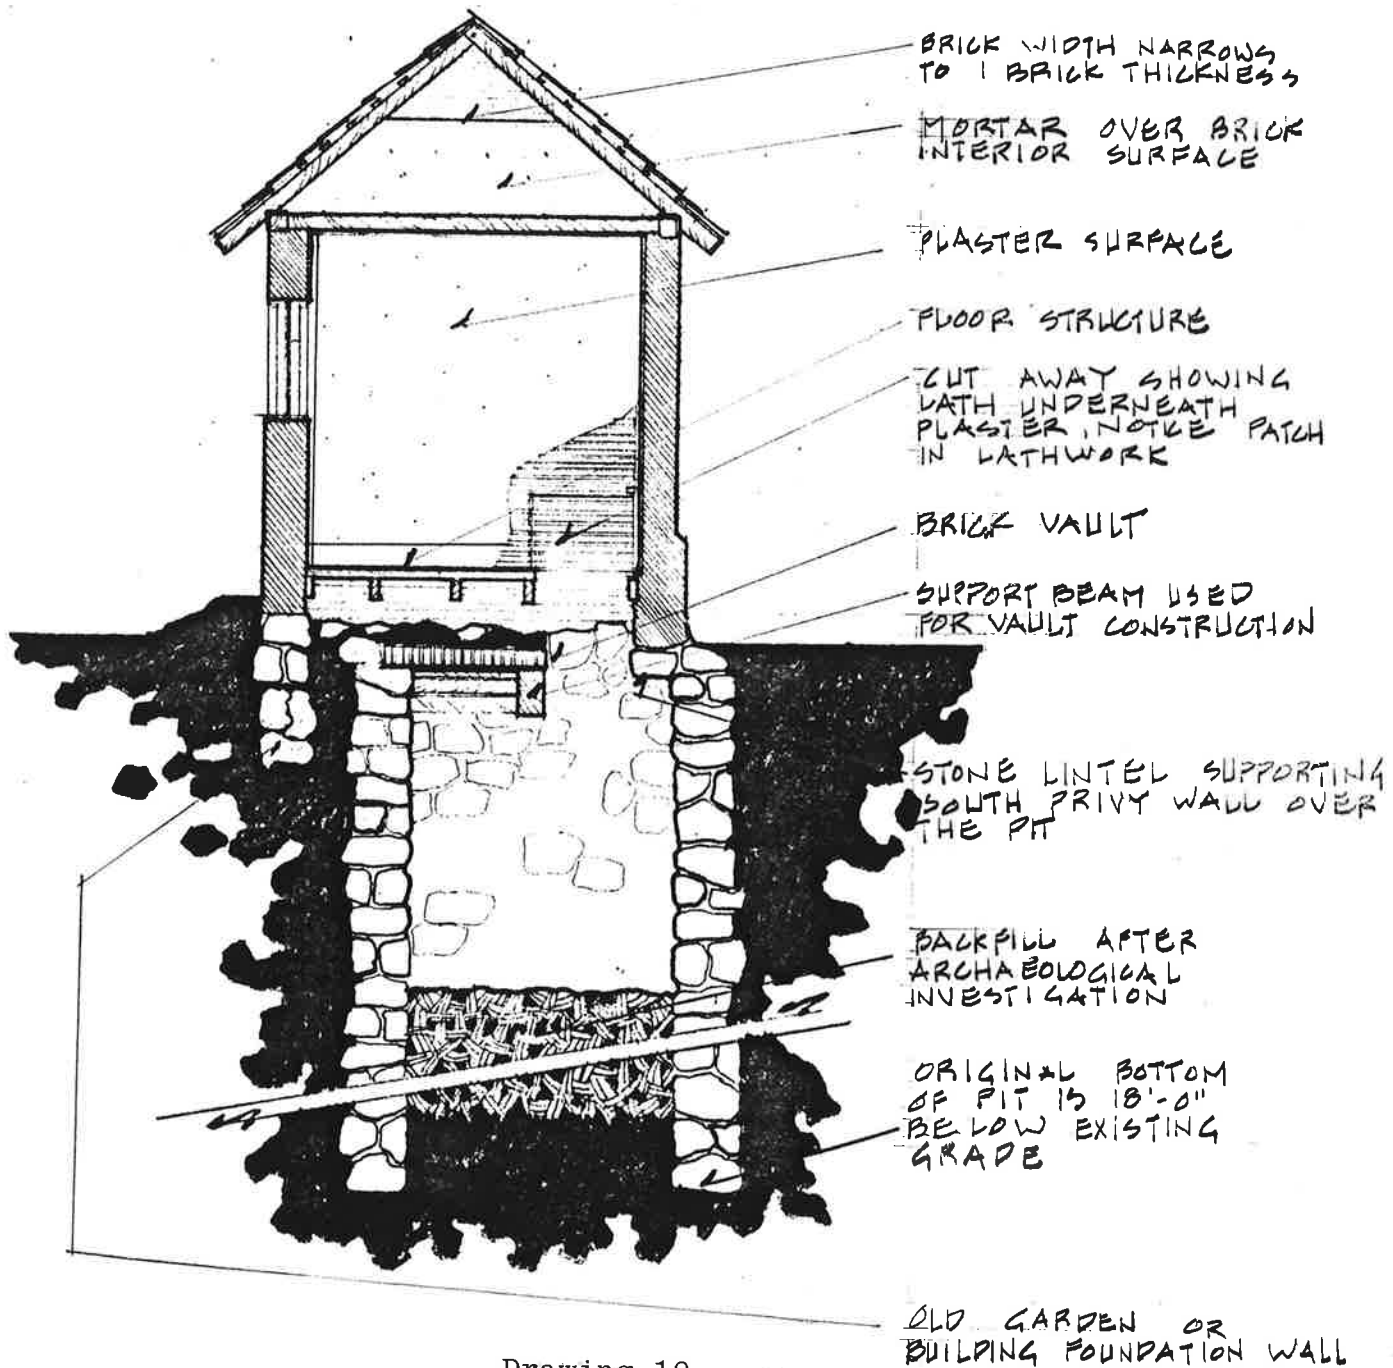 BRICK WIDTH NARROWS
TO 1 BRICK THICKNESS
MORTAR OVER BRICK
INTERIOR SURFACE
PLASTER SURFACE
FLOOR STRUCTURE
CUT AWAY SHOWING
LATH UNDERNEATH
PLASTER, NOTICE PATCH
IN LATHWORK
BRICK VAULT
SUPPORT BEAM USED
FOR VAULT CONSTRUCTION
STONE LINTEL SUPPORTING
SOUTH PRIVY WALL OVER
THE PIT
BACKFILL AFTER
ARCHAEOLOGICAL
INVESTIGATION
ORIGINAL BOTTOM
OF PIT IS 18'-0"
BELOW EXISTING
GRADE
OLD GARDEN OR
BUILDING FOUNDATION WALL
Drawing 10